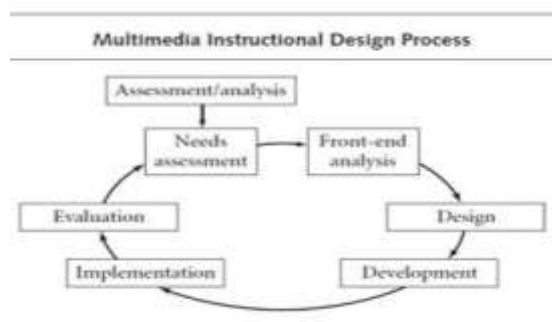 Multimedia Instructional Design Process
Assessment/analysis
Needs
assessment
Front-end
analysis
Evaluation
Design
Implementation
Development